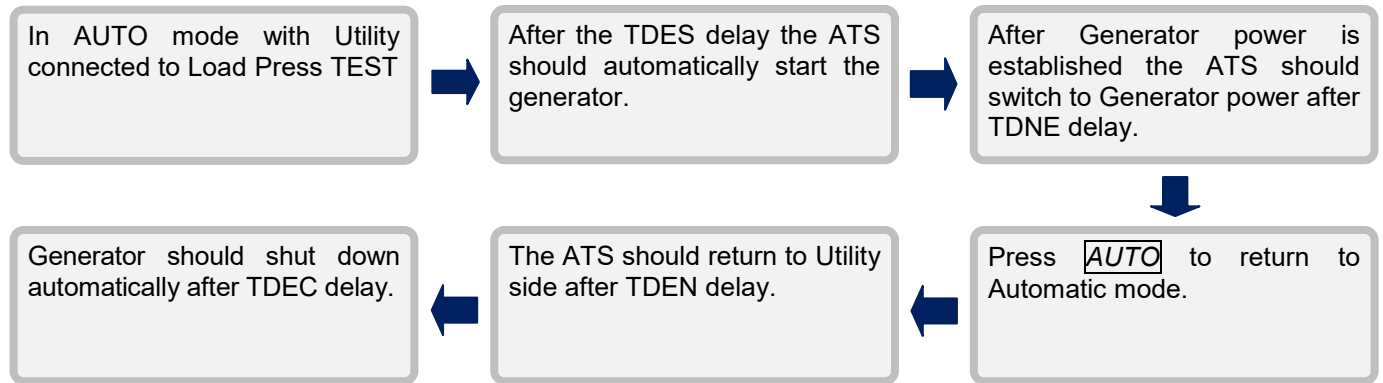 In AUTO mode with Utility
connected to Load Press TEST
After the TDES delay the ATS
should automatically start the
generator.
After Generator power is
established the ATS should
switch to Generator power after
TDNE delay.
Press AUTO to return to
Automatic mode.
The ATS should return to Utility
side after TDEN delay.
Generator should shut down
automatically after TDEC delay.